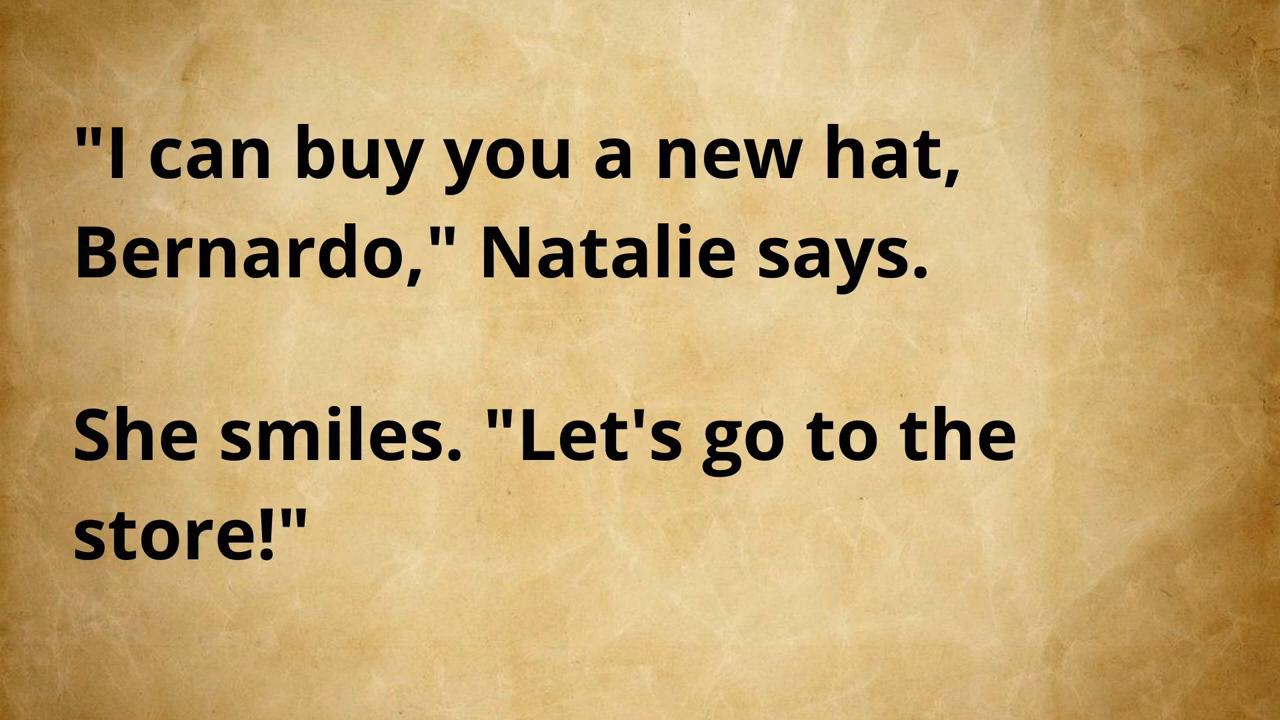 "I can buy you a new hat,
Bernardo," Natalie says.
She smiles. "Let's go to the
store!"